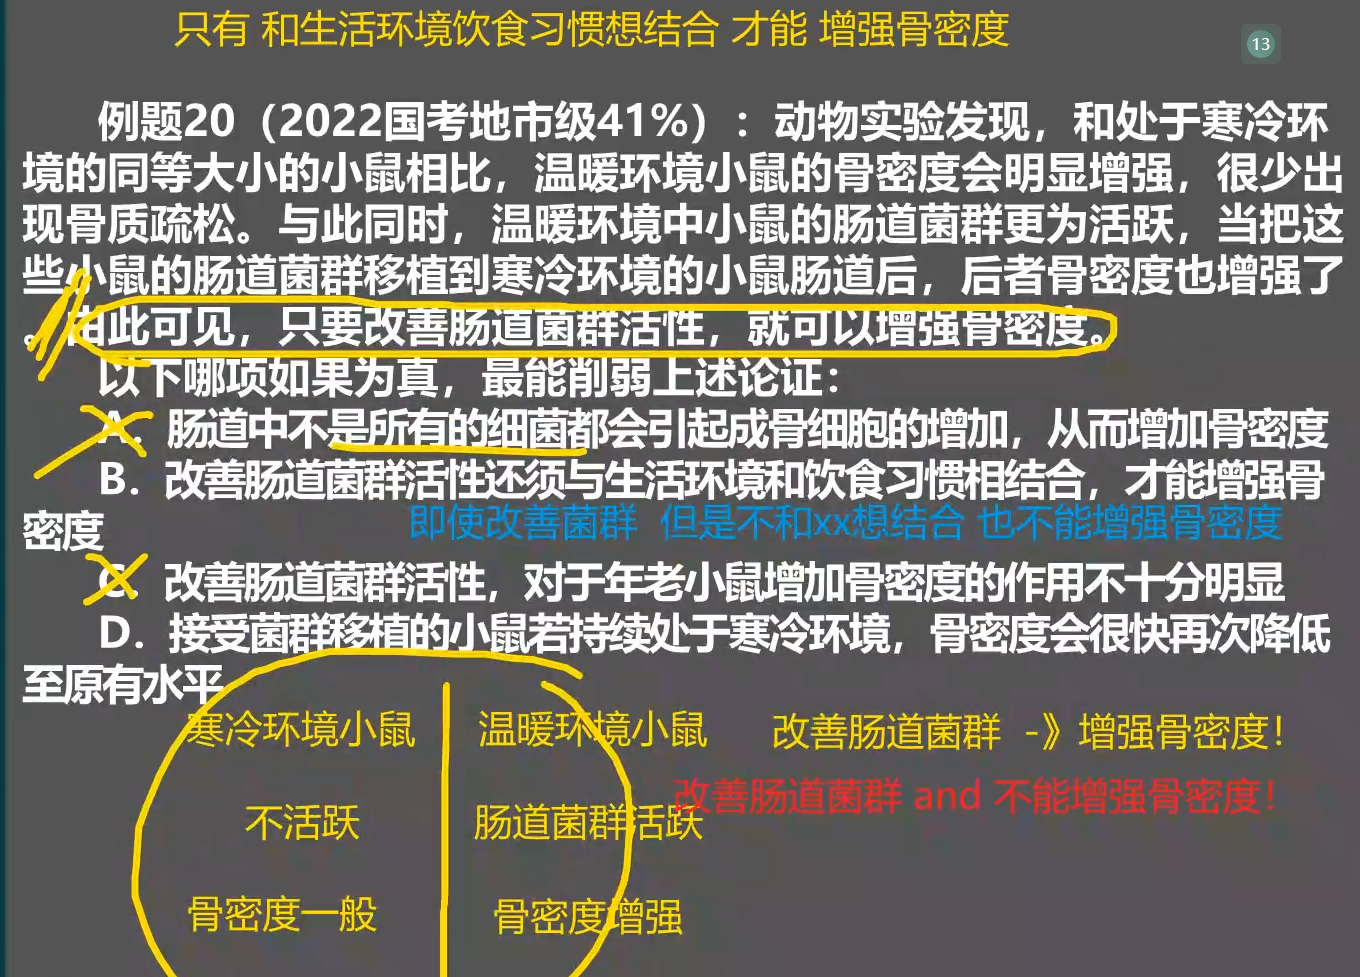 只有 和生活环境饮食习惯想结合 才能 增强骨密度
13
例题20（2022国考地市级41%）：动物实验发现，和处于寒冷环
境的同等大小的小鼠相比，温暖环境小鼠的骨密度会明显增强，很少出
现骨质疏松。与此同时，温暖环境中小鼠的肠道菌群更为活跃，当把这
些小鼠的肠道菌群移植到寒冷环境的小鼠肠道后，后者骨密度也增强了
。由此可见，只要改善肠道菌群活性，就可以增强骨密度。
以下哪项如果为真，最能削弱上述论证：
A．肠道中不是所有的细菌都会引起成骨细胞的增加，从而增加骨密度
B．改善肠道菌群活性还须与生活环境和饮食习惯相结合，才能增强骨
密度
即使改善菌群 但是不和xx想结合 也不能增强骨密度
C．改善肠道菌群活性，对于年老小鼠增加骨密度的作用不十分明显
D．接受菌群移植的小鼠若持续处于寒冷环境，骨密度会很快再次降低
至原有水平
寒冷环境小鼠 温暖环境小鼠 改善肠道菌群 -》增强骨密度！
改善肠道菌群 and 不能增强骨密度！
不活跃 肠道菌群活跃
骨密度一般 骨密度增强